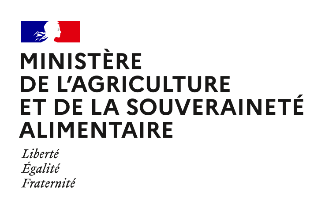 MINISTÈRE
DE L’AGRICULTURE
ET DE LA SOUVERAINETÉ
ALIMENTAIRE
Liberté
Égalité
Fraternité